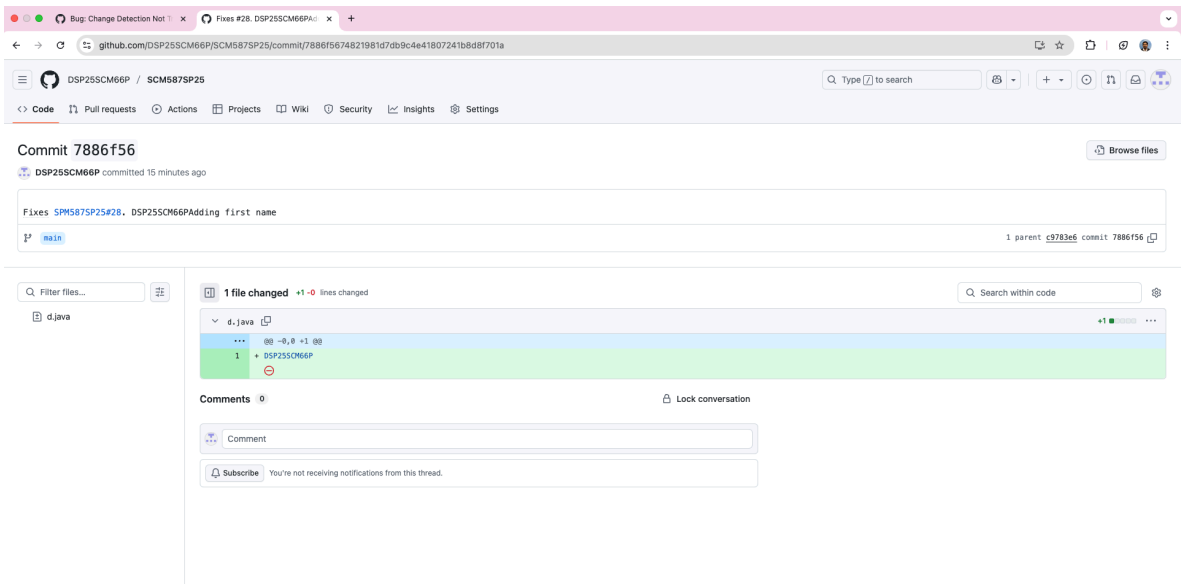 Bug: Change Detection Not Tr
Fixes #28. DSP25SCM66PAd
github.com/DSP25SCM66P/SCM587SP25/commit/7886f5674821981d7db9c4e41807241b8d8f701a
DSP25SCM66P / SCM587SP25
Type / to search
Code
Pull requests
Actions
Projects
Wiki
Security
Insights
Settings
Commit 7886f56
Browse files
DSP25SCM66P committed 15 minutes ago
Fixes SPM587SP25#28. DSP25SCM66PAdding first name
main
1 parent c9783e6 commit 7886f56
Filter files...
d.java
1 file changed +1 -0 lines changed
Search within code
d.java
+1
@@ -0,0 +1 @@
1 + DSP25SCM66P
Comments 0
Lock conversation
Comment
Subscribe You're not receiving notifications from this thread.